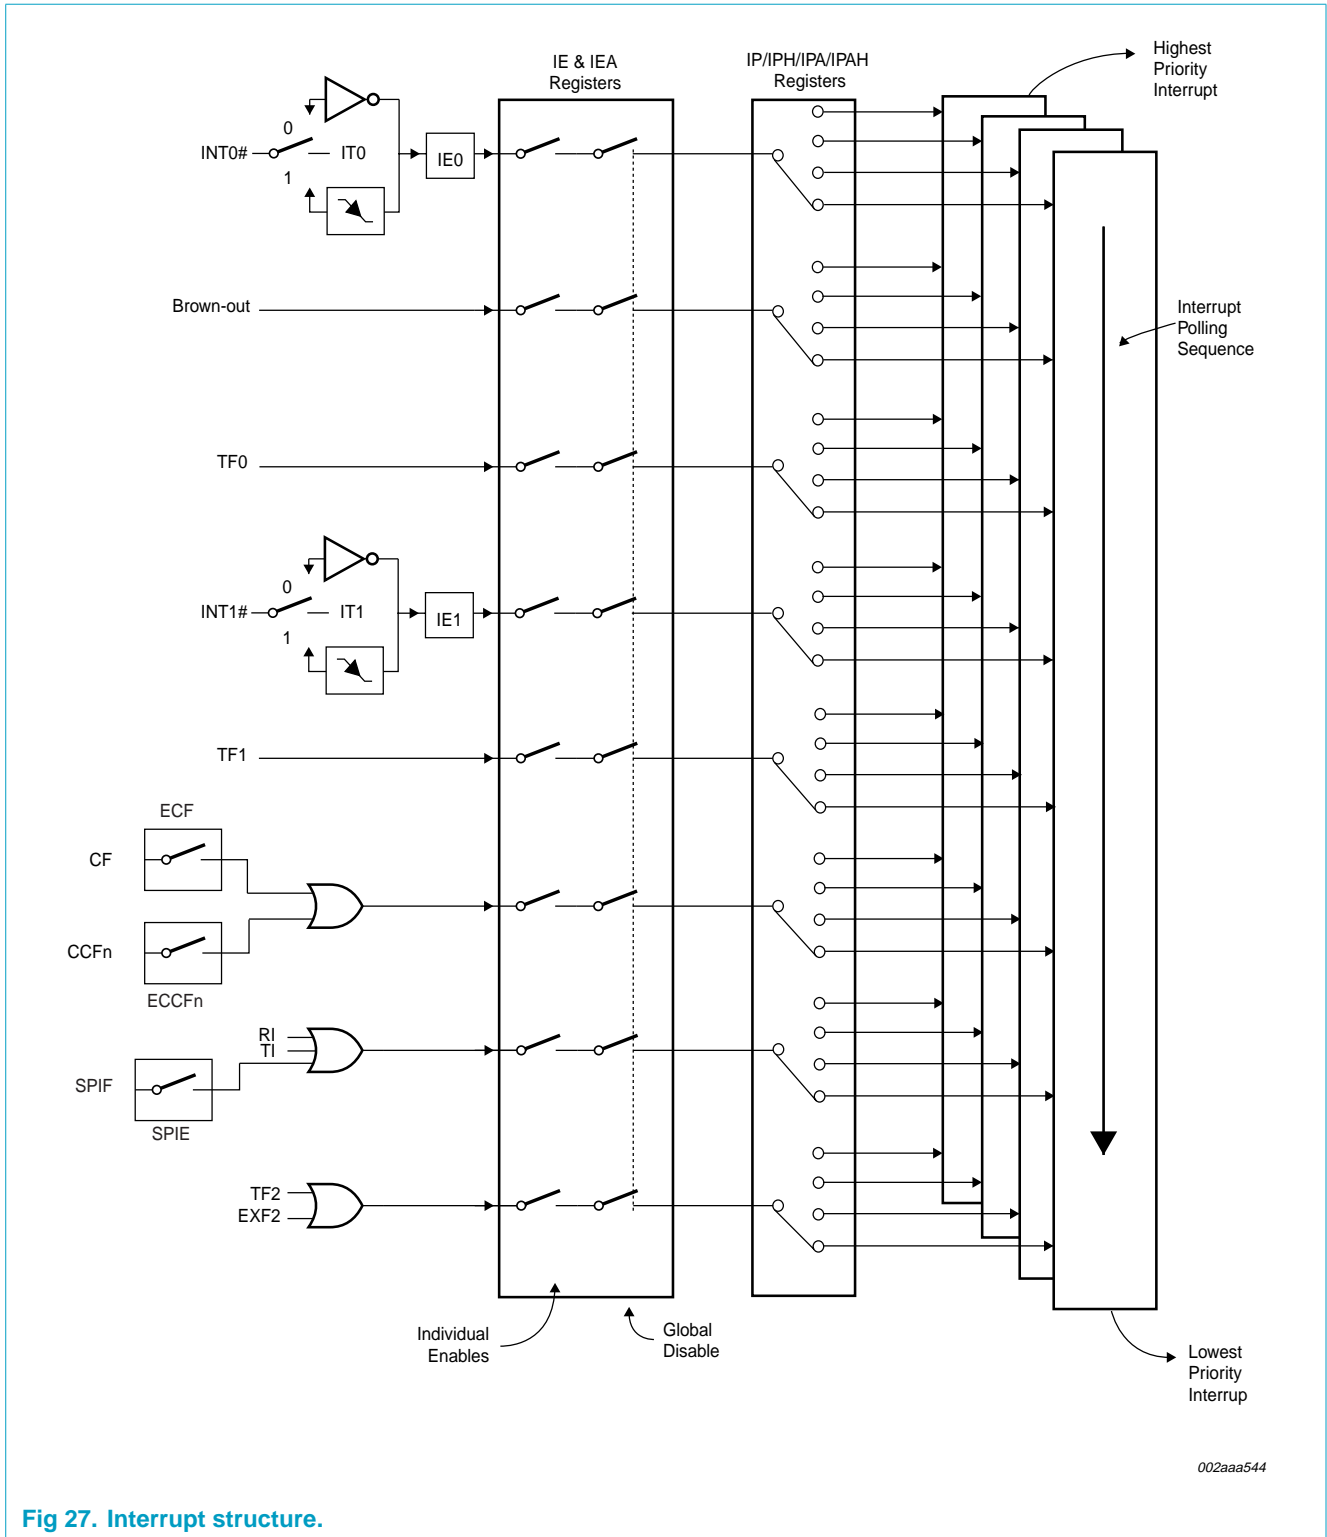 Highest
Priority
Interrupt
IE & IEA
Registers
IP/IPH/IPA/IPAH
Registers
0
INT0#
IT0
IE0
1
Brown-out
Interrupt
Polling
Sequence
TF0
0
INT1#
IT1
IE1
1
TF1
ECF
CF
CCFn
ECCFn
RI
TI
SPIF
SPIE
TF2
EXF2
Individual
Enables
Global
Disable
Lowest
Priority
Interrup
002aaa544
Fig 27. Interrupt structure.